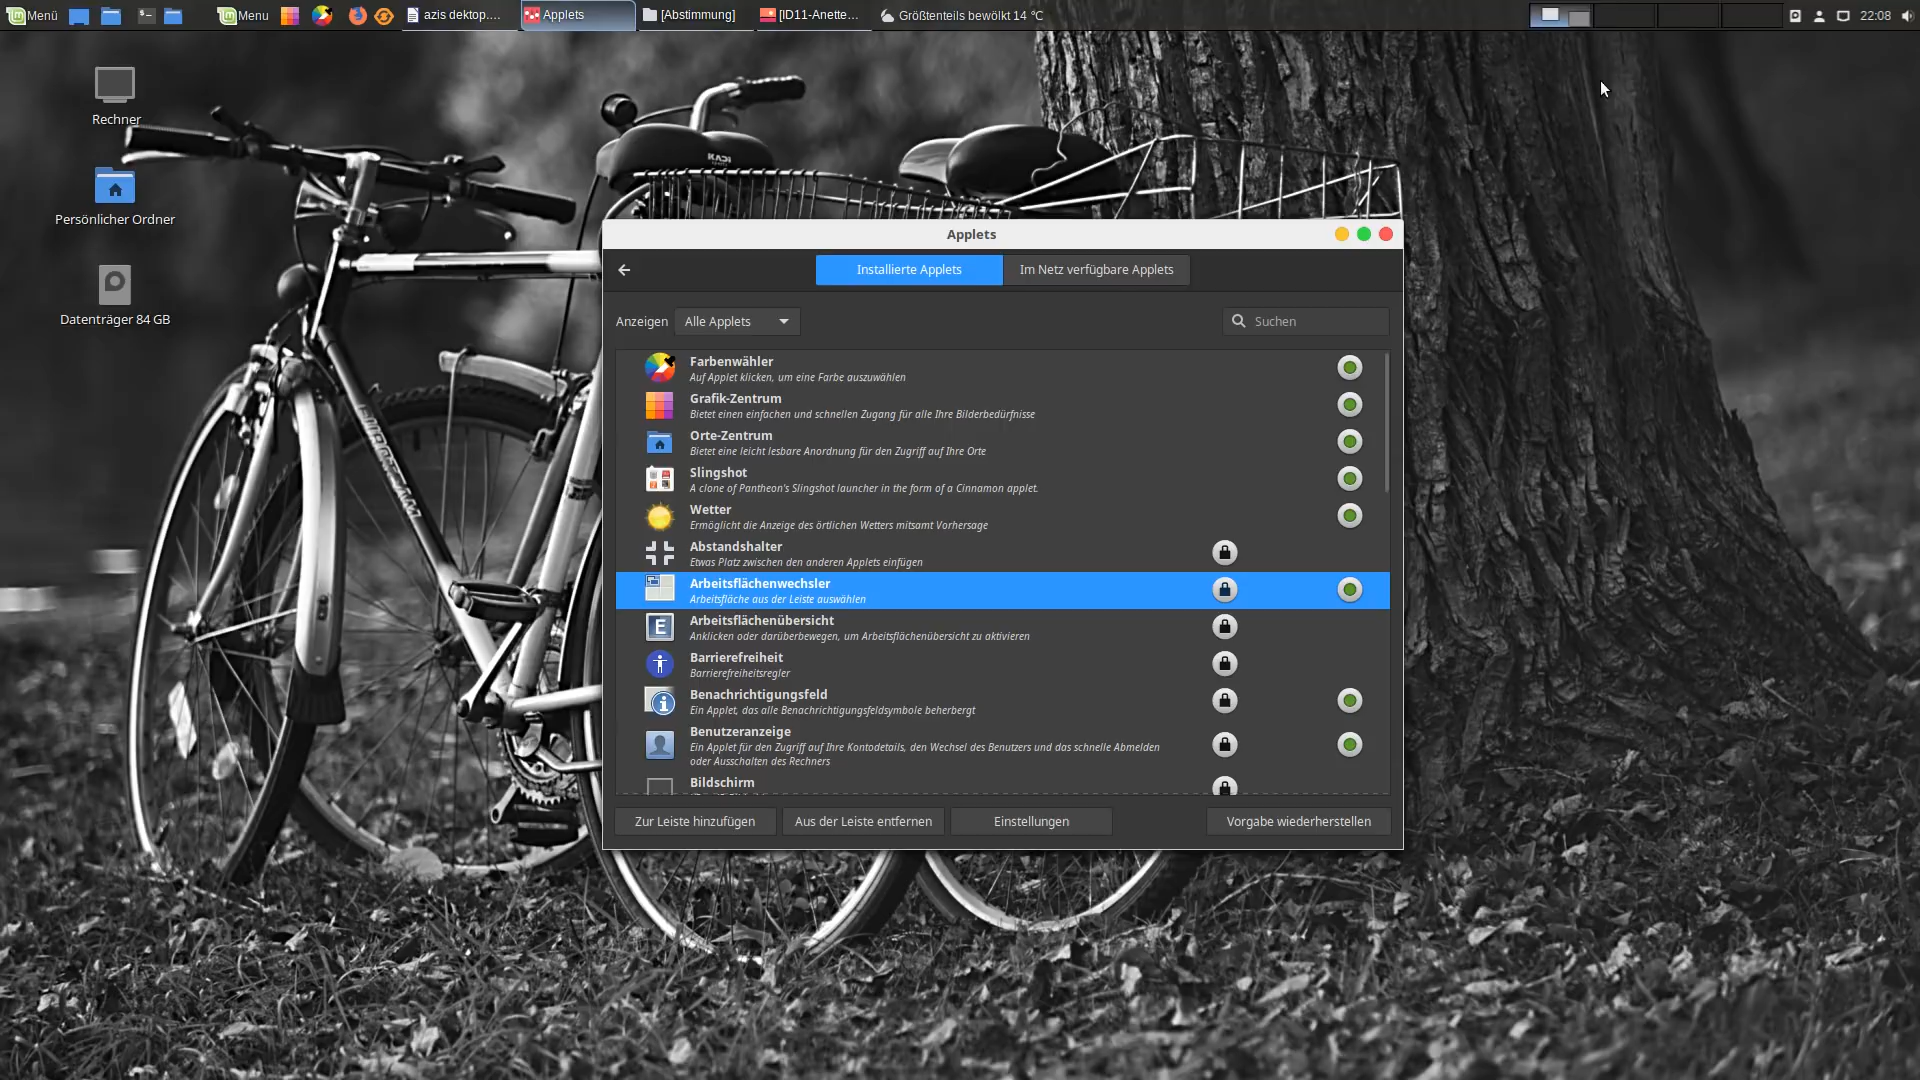 Menü
Menu
azis dektop....
Applets
[Abstimmung]
[ID11-Anette...
Größtenteils bewölkt 14 °C
22:08
Rechner
Persönlicher Ordner
Datenträger 84 GB
Applets
Installierte Applets
Im Netz verfügbare Applets
Anzeigen
Alle Applets
Suchen
Farbenwähler
Auf Applet klicken, um eine Farbe auszuwählen
Grafik-Zentrum
Bietet einen einfachen und schnellen Zugang für alle Ihre Bilderbedürfnisse
Orte-Zentrum
Bietet eine leicht lesbare Anordnung für den Zugriff auf Ihre Orte
Slingshot
A clone of Pantheon's Slingshot launcher in the form of a Cinnamon applet.
Wetter
Ermöglicht die Anzeige des örtlichen Wetters mitsamt Vorhersage
Abstandshalter
Etwas Platz zwischen den anderen Applets einfügen
Arbeitsflächenwechsler
Arbeitsfläche aus der Leiste auswählen
Arbeitsflächenübersicht
Anklicken oder darüberbewegen, um Arbeitsflächenübersicht zu aktivieren
Barrierefreiheit
Barrierefreiheitsregler
Benachrichtigungsfeld
Ein Applet, das alle Benachrichtigungsfeldsymbole beherbergt
Benutzeranzeige
Ein Applet für den Zugriff auf Ihre Kontodetails, den Wechsel des Benutzers und das schnelle Abmelden
oder Ausschalten des Rechners
Bildschirm
Zur Leiste hinzufügen
Aus der Leiste entfernen
Einstellungen
Vorgabe wiederherstellen